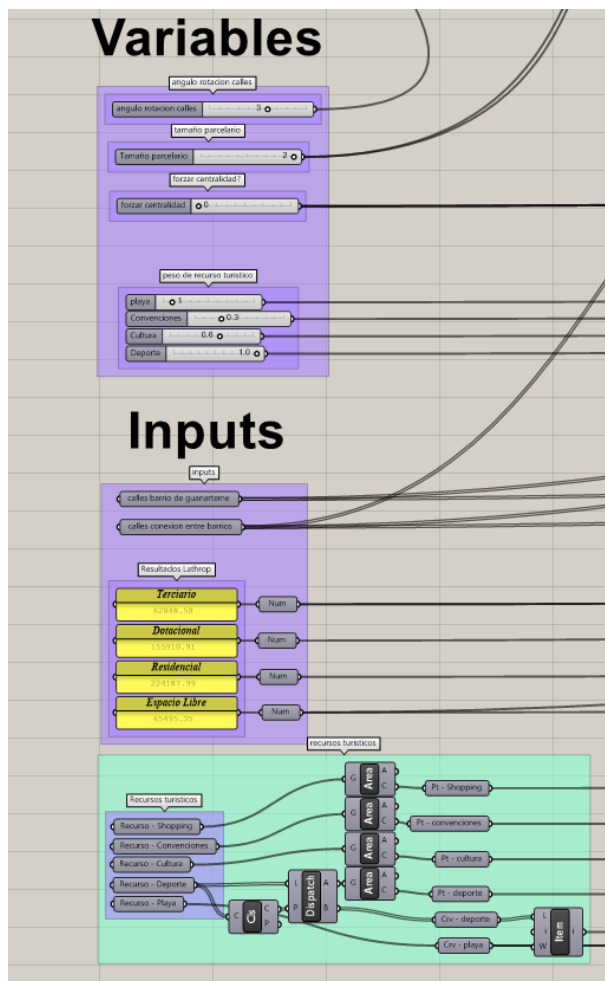 Variables
angulo rotacion calles
angulo rotacion calles 3
tamaño parcelario
Tamaño parcelario 2
forzar centralidad?
forzar centralidad 0
peso de recurso turistico
playa 1
Convenciones 0.3
Cultura 0.6
Deporte 1.0
Inputs
inputs
calles barrio de guanarteme
calles conexion entre barrios
Resultados Lathrop
Terciario
62048.50
Num
Dotacional
155910.91
Num
Residencial
224187.99
Num
Espacio Libre
65495.35
Num
recursos turisticos
Recursos turisticos
Recurso - Shopping
Recurso - Convenciones
Recurso - Cultura
Recurso - Deporte
Recurso - Playa
G Area A C
Pt - Shopping
G Area A C
Pt - convenciones
G Area A C
Pt - cultura
G Area A C
Pt - deporte
L P Dispatch A B
C Cls C P
Crv - deporte
Crv - playa
L i W Item i